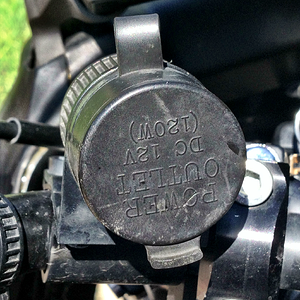 POWER
OUTLET
DC 12V
(120W)